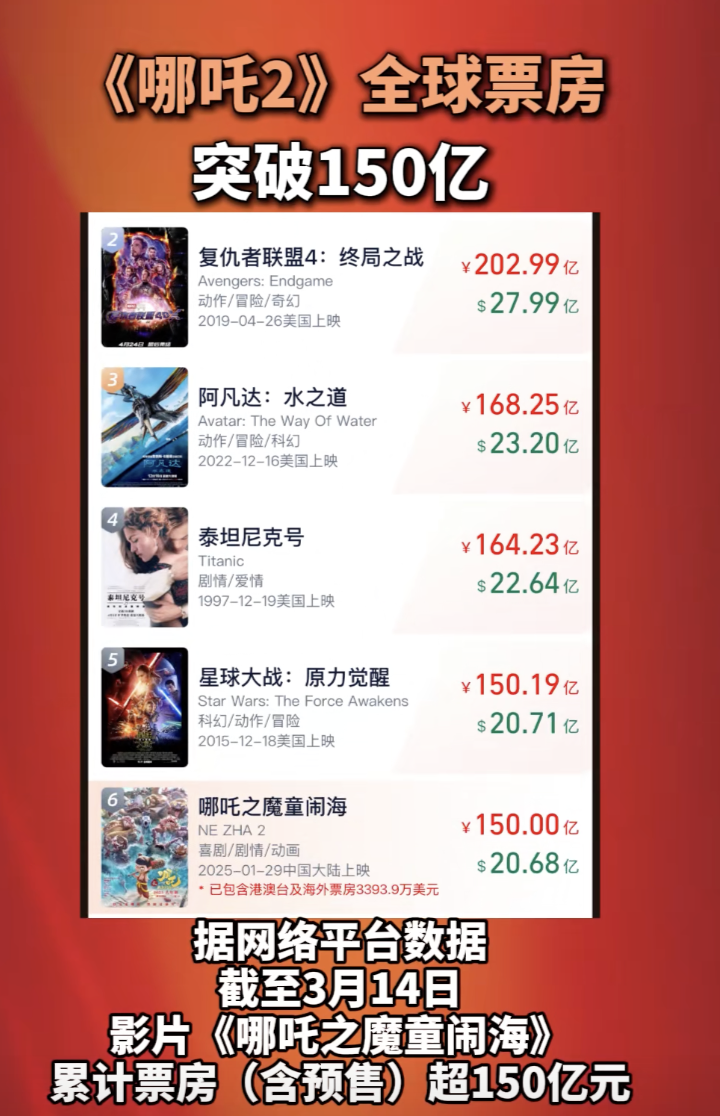 《哪吒2》全球票房
突破150亿
2
复仇者联盟4：终局之战
Avengers: Endgame
动作/冒险/奇幻
2019-04-26美国上映
¥202.99亿
$27.99亿
3
阿凡达：水之道
Avatar: The Way Of Water
动作/冒险/科幻
2022-12-16美国上映
¥168.25亿
$23.20亿
阿凡达
4
泰坦尼克号
Titanic
剧情/爱情
1997-12-19美国上映
¥164.23亿
$22.64亿
泰坦尼克号
5
星球大战：原力觉醒
Star Wars: The Force Awakens
科幻/动作/冒险
2015-12-18美国上映
¥150.19亿
$20.71亿
6
哪吒之魔童闹海
NE ZHA 2
喜剧/剧情/动画
2025-01-29中国大陆上映
* 已包含港澳台及海外票房3393.9万美元
¥150.00亿
$20.68亿
据网络平台数据
截至3月14日
影片《哪吒之魔童闹海》
累计票房（含预售）超150亿元